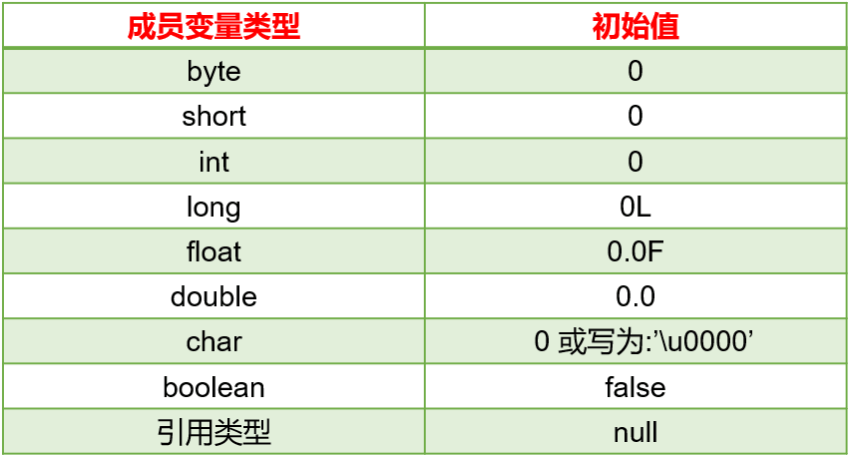 成员变量类型 初始值
byte 0
short 0
int 0
long 0L
float 0.0F
double 0.0
char 0 或写为:’\u0000’
boolean false
引用类型 null